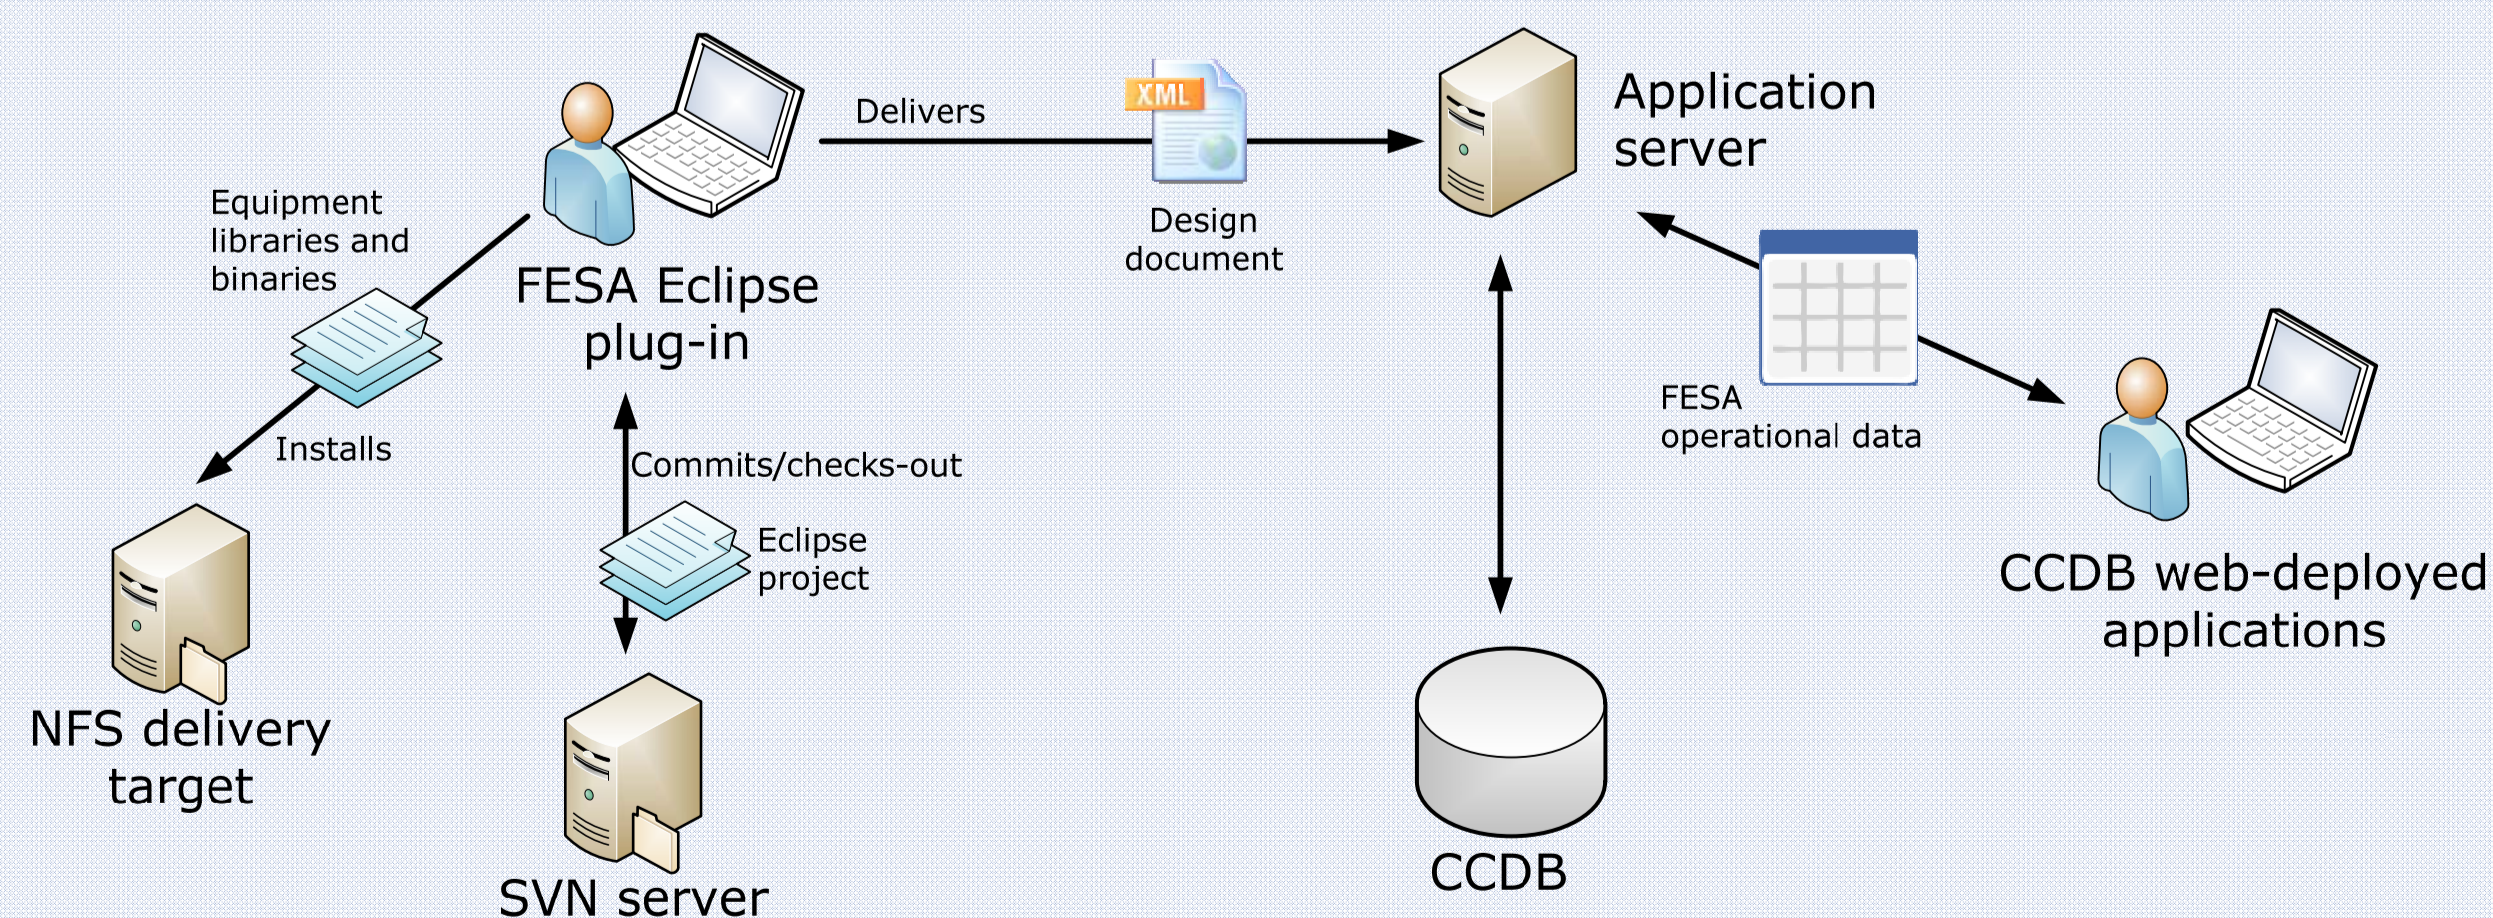 Delivers
XML
Design
document
Application
server
Equipment
libraries and
binaries
FESA Eclipse
plug-in
Installs
Commits/checks-out
Eclipse
project
FESA
operational data
NFS delivery
target
SVN server
CCDB
CCDB web-deployed
applications